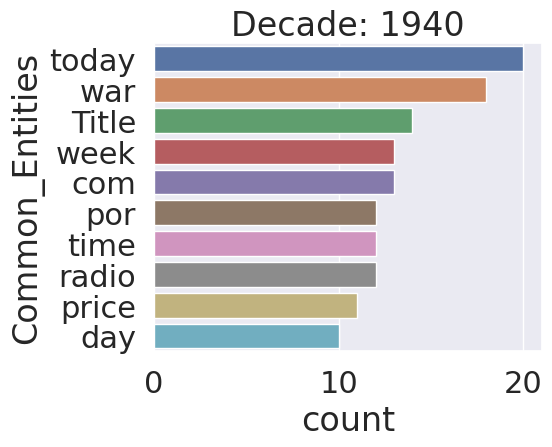 Decade: 1940
Common_Entities
today
war
Title
week
com
por
time
radio
price
day
0 10 20
count